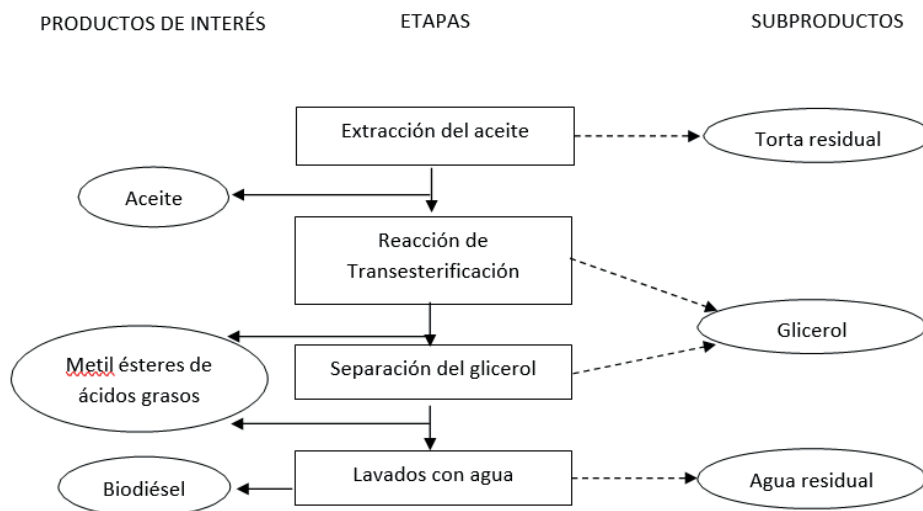 PRODUCTOS DE INTERÉS
ETAPAS
SUBPRODUCTOS
Extracción del aceite
Torta residual
Aceite
Reacción de
Transesterificación
Glicerol
Metil ésteres de
ácidos grasos
Separación del glicerol
Lavados con agua
Agua residual
Biodiésel